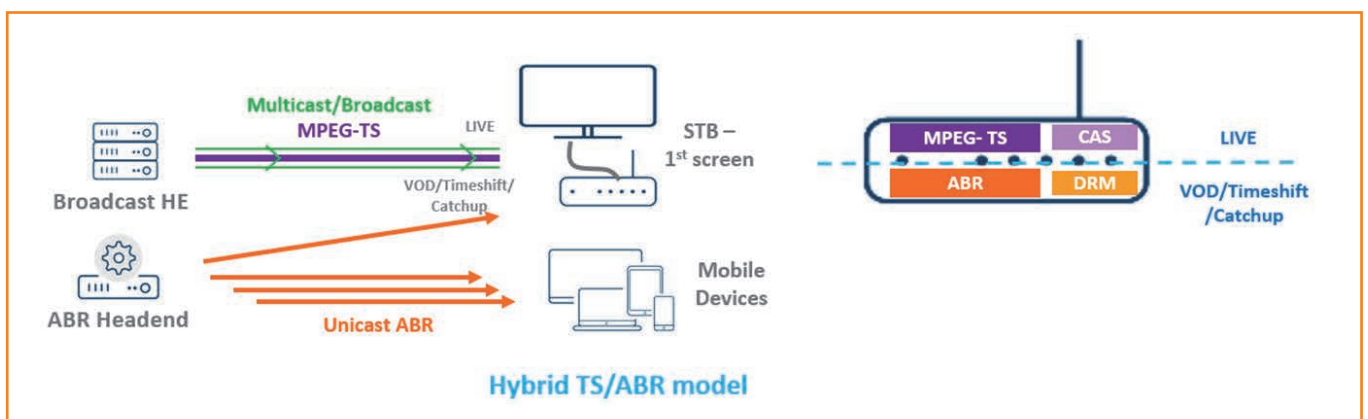 Multicast/Broadcast
MPEG-TS
LIVE
VOD/Timeshift/
Catchup
Broadcast HE
STB –
1st screen
ABR Headend
Unicast ABR
Mobile
Devices
MPEG- TS
CAS
LIVE
ABR
DRM
VOD/Timeshift
/Catchup
Hybrid TS/ABR model